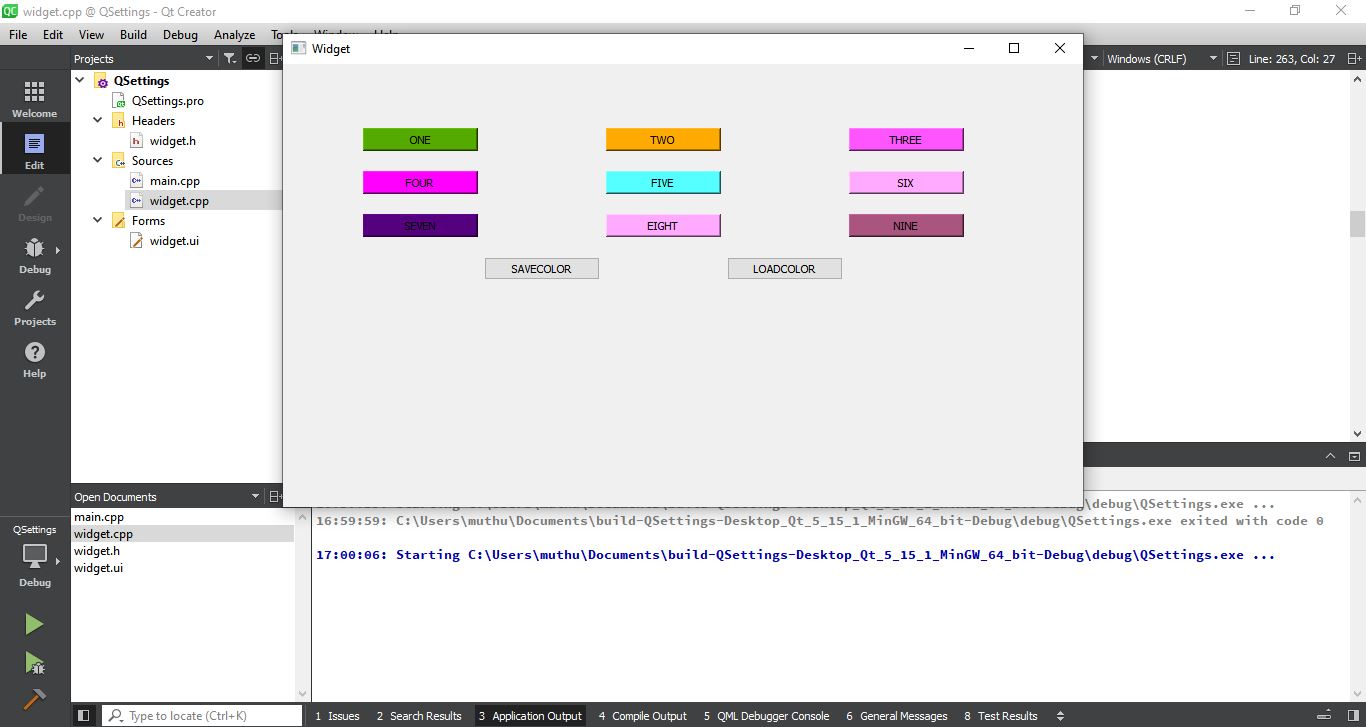 QC widget.cpp @ QSettings - Qt Creator
File Edit View Build Debug Analyze
Projects
Windows (CRLF) Line: 263, Col: 27
Widget
Welcome
Edit
Design
Debug
Projects
Help
QSettings
QSettings.pro
Headers
widget.h
Sources
main.cpp
widget.cpp
Forms
widget.ui
ONE TWO THREE
FOUR FIVE SIX
SEVEN EIGHT NINE
SAVECOLOR LOADCOLOR
Open Documents
main.cpp
widget.cpp
widget.h
widget.ui
QSettings
Debug
\debug\QSettings.exe ...
16:59:59: C:\Users\muthu\Documents\build-QSettings-Desktop_Qt_5_15_1_MinGW_64_bit-Debug\debug\QSettings.exe exited with code 0
17:00:06: Starting C:\Users\muthu\Documents\build-QSettings-Desktop_Qt_5_15_1_MinGW_64_bit-Debug\debug\QSettings.exe ...
Type to locate (Ctrl+K) 1 Issues 2 Search Results 3 Application Output 4 Compile Output 5 QML Debugger Console 6 General Messages 8 Test Results